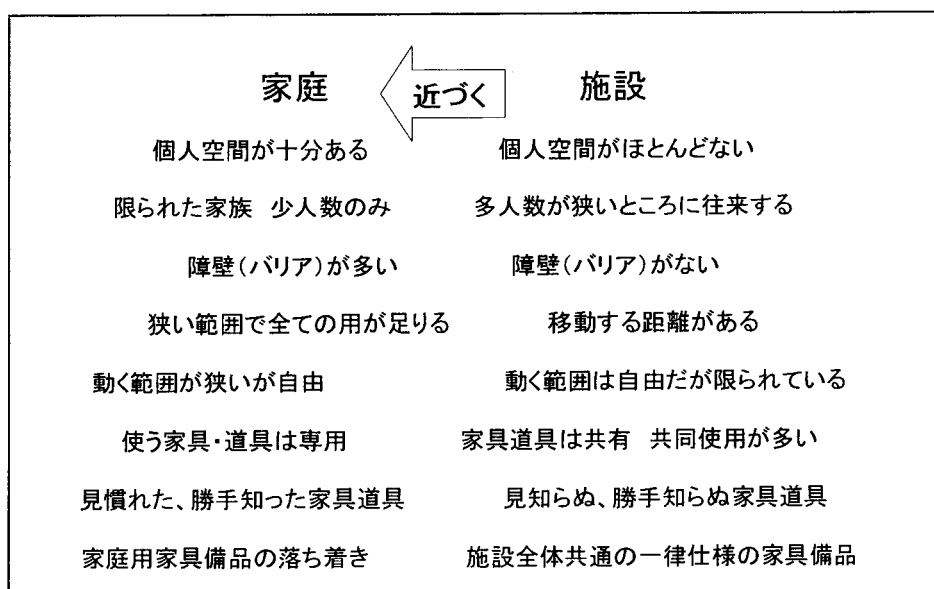 家庭 近づく 施設
個人空間が十分ある 個人空間がほとんどない
限られた家族 少人数のみ 多人数が狭いところに往来する
障壁(バリア)が多い 障壁(バリア)がない
狭い範囲で全ての用が足りる 移動する距離がある
動く範囲が狭いが自由 動く範囲は自由だが限られている
使う家具・道具は専用 家具道具は共有 共同使用が多い
見慣れた、勝手知った家具道具 見知らぬ、勝手知らぬ家具道具
家庭用家具備品の落ち着き 施設全体共通の一律仕様の家具備品